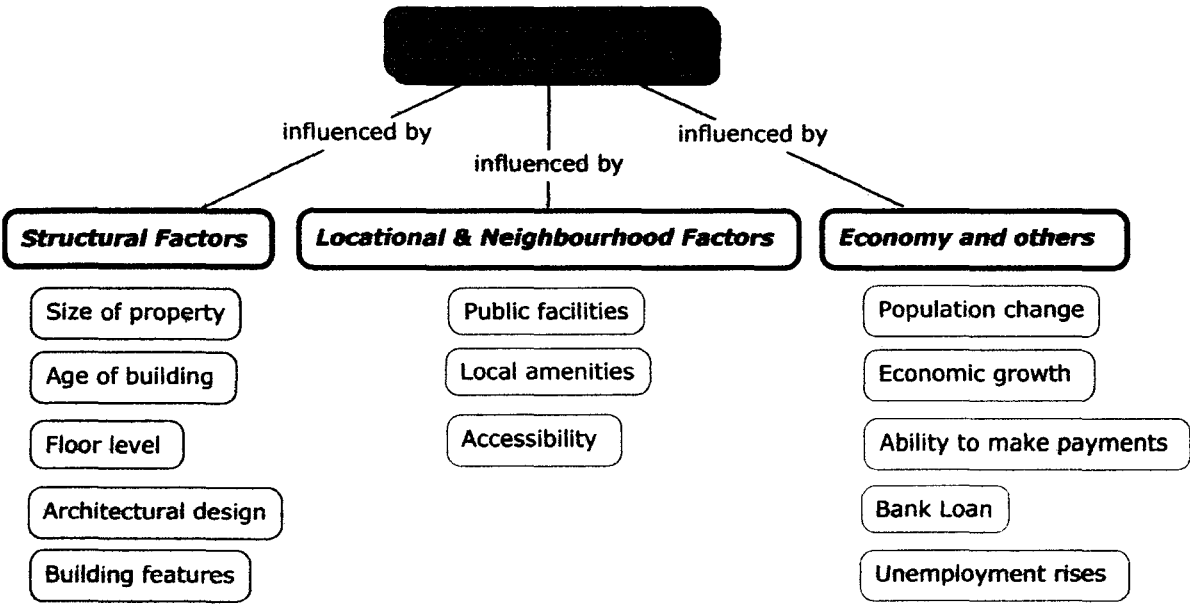 influenced by
influenced by
influenced by
Structural Factors
Locational & Neighbourhood Factors
Economy and others
Size of property
Age of building
Floor level
Architectural design
Building features
Public facilities
Local amenities
Accessibility
Population change
Economic growth
Ability to make payments
Bank Loan
Unemployment rises